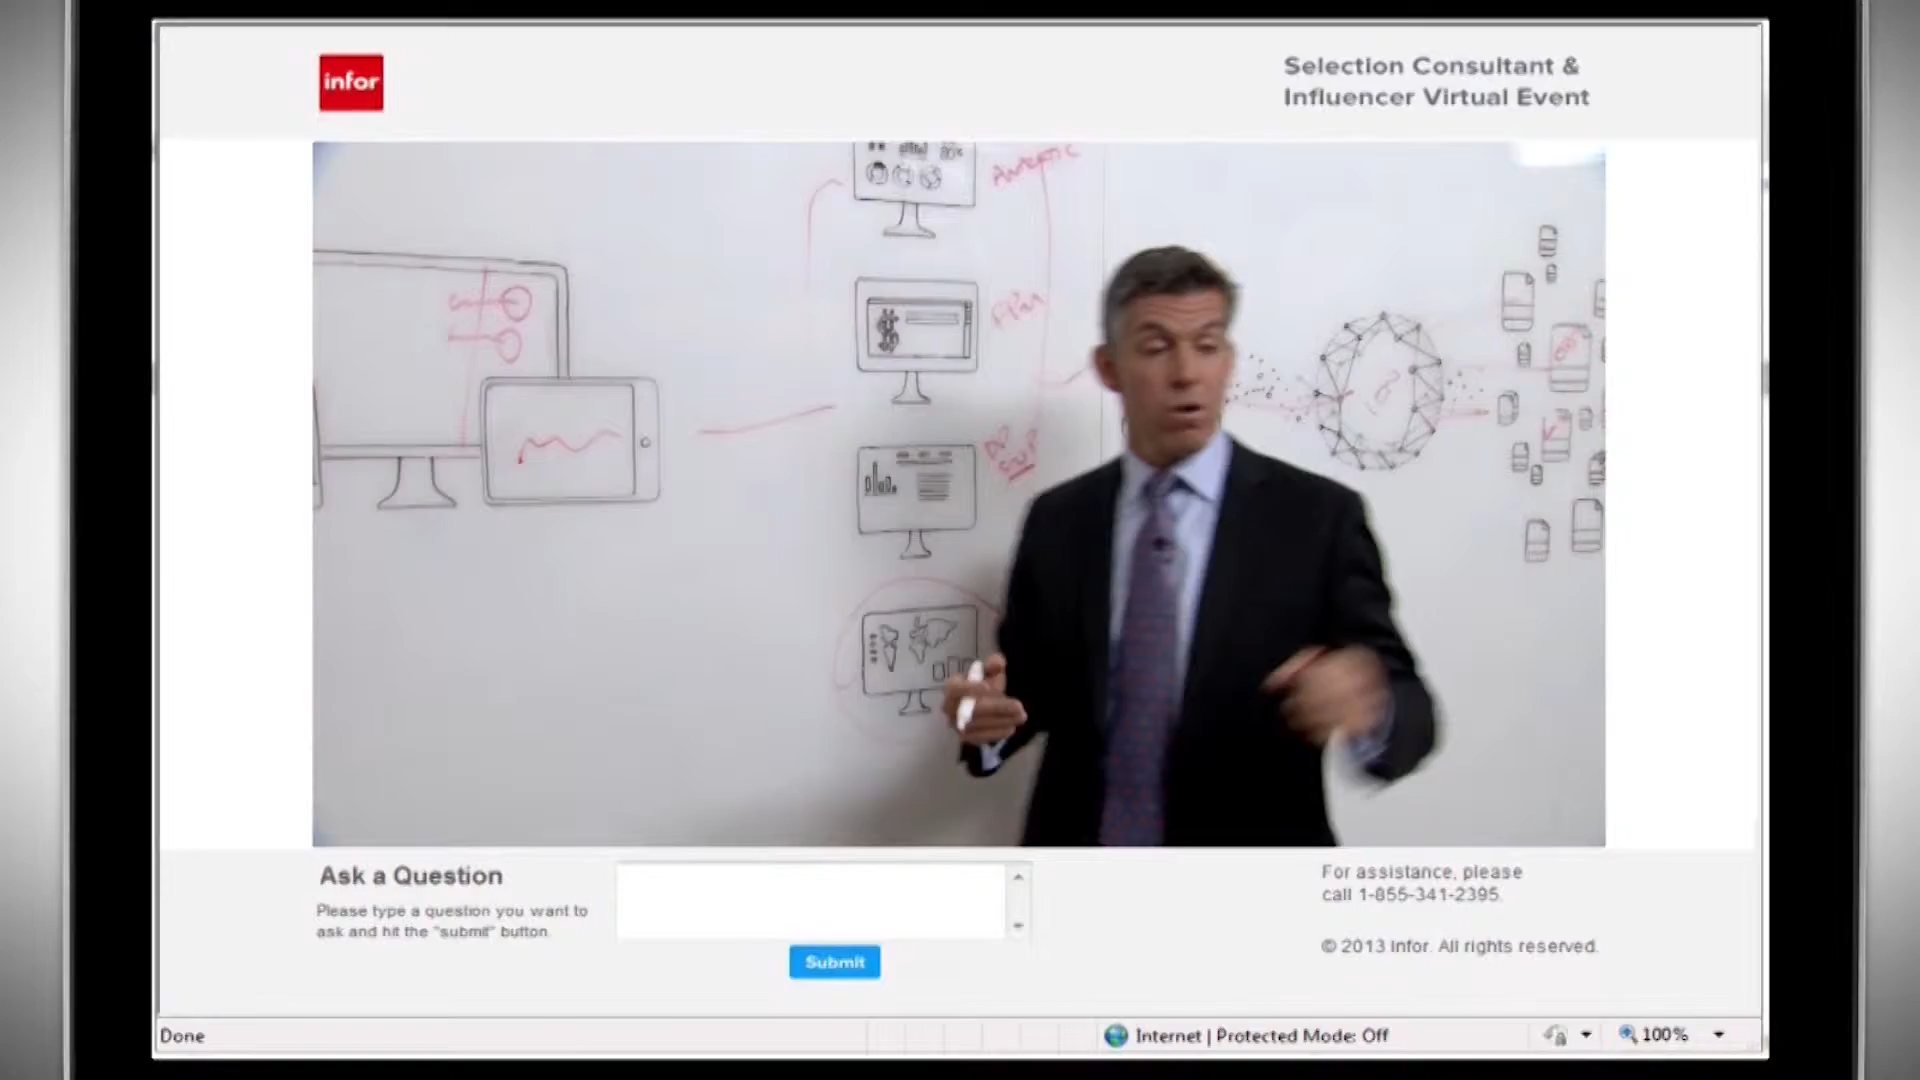 infor
Selection Consultant &
Influencer Virtual Event
Ask a Question
Please type a question you want to
ask and hit the "submit" button.
Submit
For assistance, please
call 1-855-341-2395.
© 2013 Infor. All rights reserved.
Done
Internet | Protected Mode: Off
100%